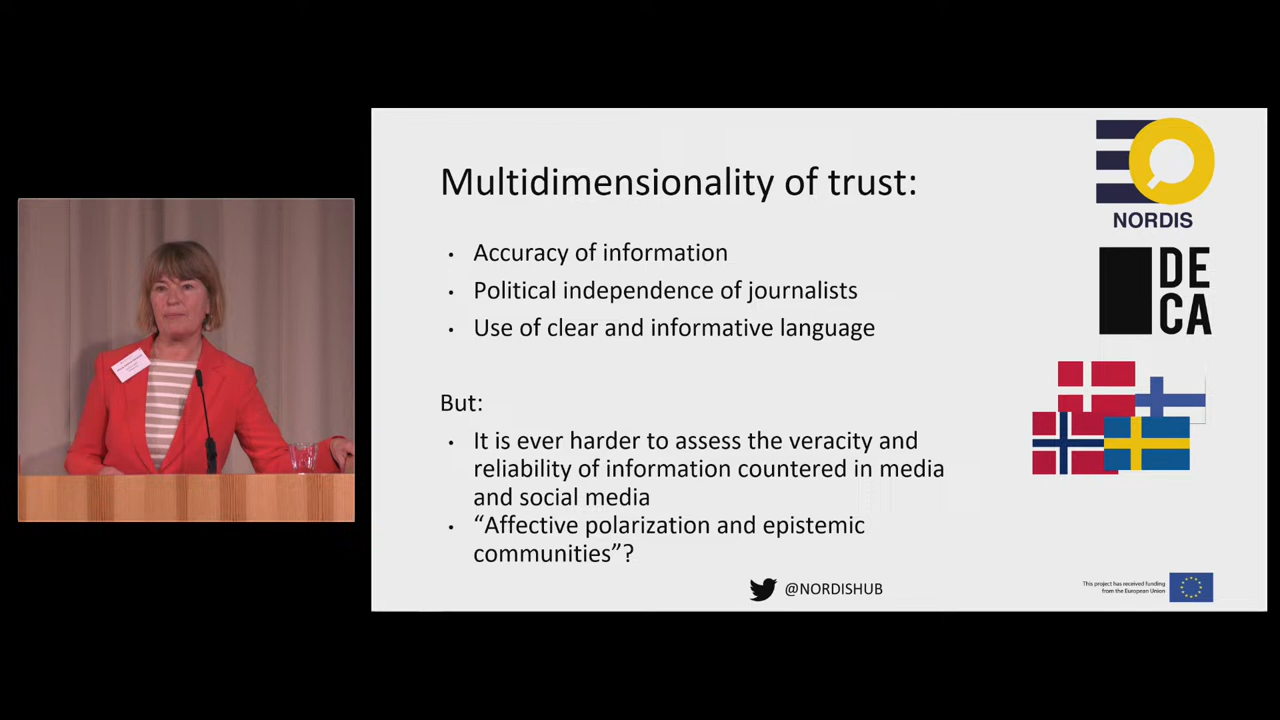 Multidimensionality of trust:
• Accuracy of information
• Political independence of journalists
• Use of clear and informative language
But:
• It is ever harder to assess the veracity and
reliability of information countered in media
and social media
• “Affective polarization and epistemic
communities”?
@NORDISHUB
NORDIS
DE
CA
This project has received funding
from the European Union